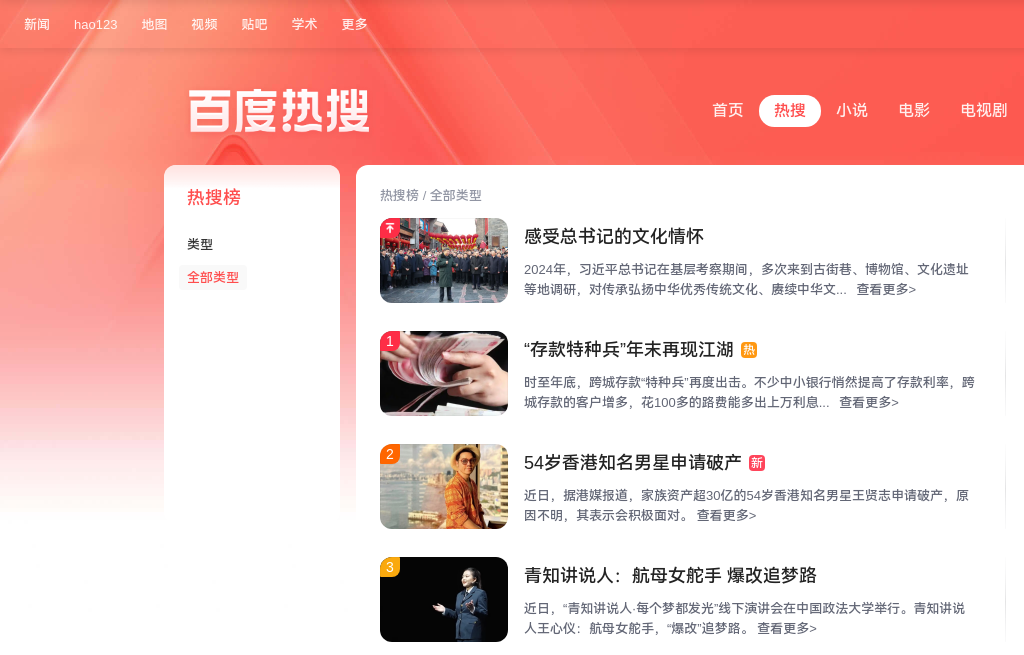 新闻 hao123 地图 视频 贴吧 学术 更多
百度热搜
首页 热搜 小说 电影 电视剧
热搜榜
类型
全部类型
热搜榜 / 全部类型
感受总书记的文化情怀
2024年，习近平总书记在基层考察期间，多次来到古街巷、博物馆、文化遗址
等地调研，对传承弘扬中华优秀传统文化、赓续中华文... 查看更多>
1
“存款特种兵”年末再现江湖 热
时至年底，跨城存款“特种兵”再度出击。不少中小银行悄然提高了存款利率，跨
城存款的客户增多，花100多的路费能多出上万利息... 查看更多>
2
54岁香港知名男星申请破产 新
近日，据港媒报道，家族资产超30亿的54岁香港知名男星王贤志申请破产，原
因不明，其表示会积极面对。 查看更多>
3
青知讲说人：航母女舵手 爆改追梦路
近日，“青知讲说人·每个梦都发光”线下演讲会在中国政法大学举行。青知讲说
人王心仪：航母女舵手，“爆改”追梦路。 查看更多>